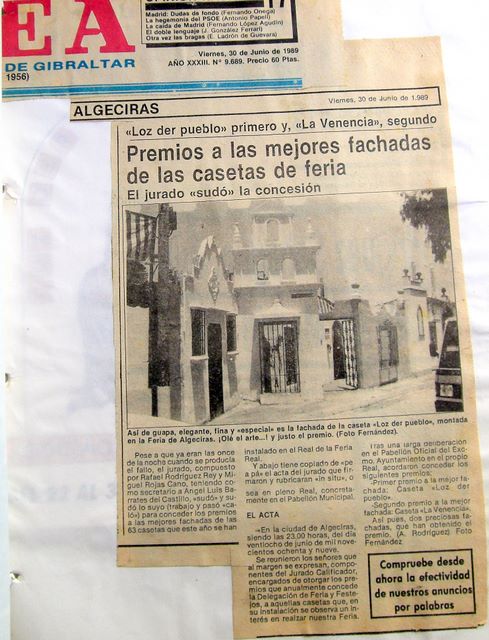 EA
DE GIBRALTAR
1956)
Madrid: Dudas de fondo (Fernando Onega)
La hegemonía del PSOE (Antonio Papell)
La caída de Madrid (Fernando López Agudín)
El doble lenguaje (J. González Ferrari)
Otra vez las bragas (E. Ladrón de Guevara)
Viernes, 30 de Junio de 1989
AÑO XXXIII. Nº 9.689. Precio 60 Ptas.
ALGECIRAS
Viernes, 30 de Junio de 1.989
«Loz der pueblo» primero y, «La Venencia», segundo
Premios a las mejores fachadas
de las casetas de feria
El jurado «sudó» la concesión
Así de guapa, elegante, fina y «especial» es la fachada de la caseta «Loz der pueblo», montada
en la Feria de Algeciras. ¡Olé el arte...! y justo el premio. (Foto Fernández).
Pese a que ya eran las once
de la noche cuando se producía
el fallo, el jurado, compuesto
por Rafael Rodríguez Rey y Mi-
guel Rojas Cano, teniendo como
secretario a Angel Luis Ba-
rrates del Castillo, «sudó» y su-
dó lo suyo (trabajo y pasó «ca-
ló») para conceder los premios
a las mejores fachadas de las
63 casetas que este año se han
instalado en el Real de la Feria
Real.
Y abajo tiene copiado de «pe
a pa» el acta del jurado que fir-
maron y rubricaron «in situ», o
sea en pleno Real, concreta-
mente en el Pabellón Municipal.
EL ACTA
«En la ciudad de Algeciras,
siendo las 23,00 horas, del día
ventiocho de junio de mil nove-
cientos ochenta y nueve.
Se reunieron los señores que
al margen se expresan, compo-
nentes del Jurado Calificador,
encargados de otorgar los pre-
mios que anualmente concede
la Delegación de Feria y Feste-
jos, a aquellas casetas que, en
su instalación se observa un in-
terés en realzar nuestra Feria.
Tras una larga deliberación
en el Pabellón Oficial del Exc-
mo. Ayuntamiento en el propio
Real, acordaron conceder los
siguientes premios:
Primer premio a la mejor fa-
chada: Caseta «Loz der
pueblo».
-Segundo premio a la mejor
fachada: Caseta «La Venencia».
Así pues, dos preciosas fa-
chadas, que han obtenido el
premio. (A. Rodríguez) Foto
Fernández
Compruebe desde
ahora la efectividad
de nuestros anuncios
por palabras